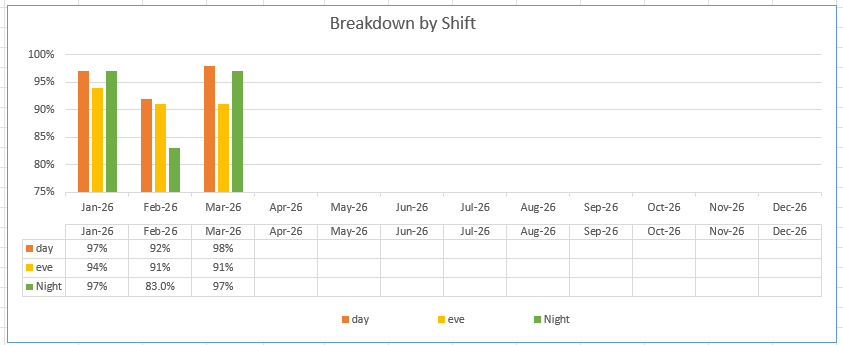 Breakdown by Shift
100%
95%
90%
85%
80%
75%
Jan-26 Feb-26 Mar-26 Apr-26 May-26 Jun-26 Jul-26 Aug-26 Sep-26 Oct-26 Nov-26 Dec-26
Jan-26 Feb-26 Mar-26 Apr-26 May-26 Jun-26 Jul-26 Aug-26 Sep-26 Oct-26 Nov-26 Dec-26
day 97% 92% 98%
eve 94% 91% 91%
Night 97% 83.0% 97%
day eve Night